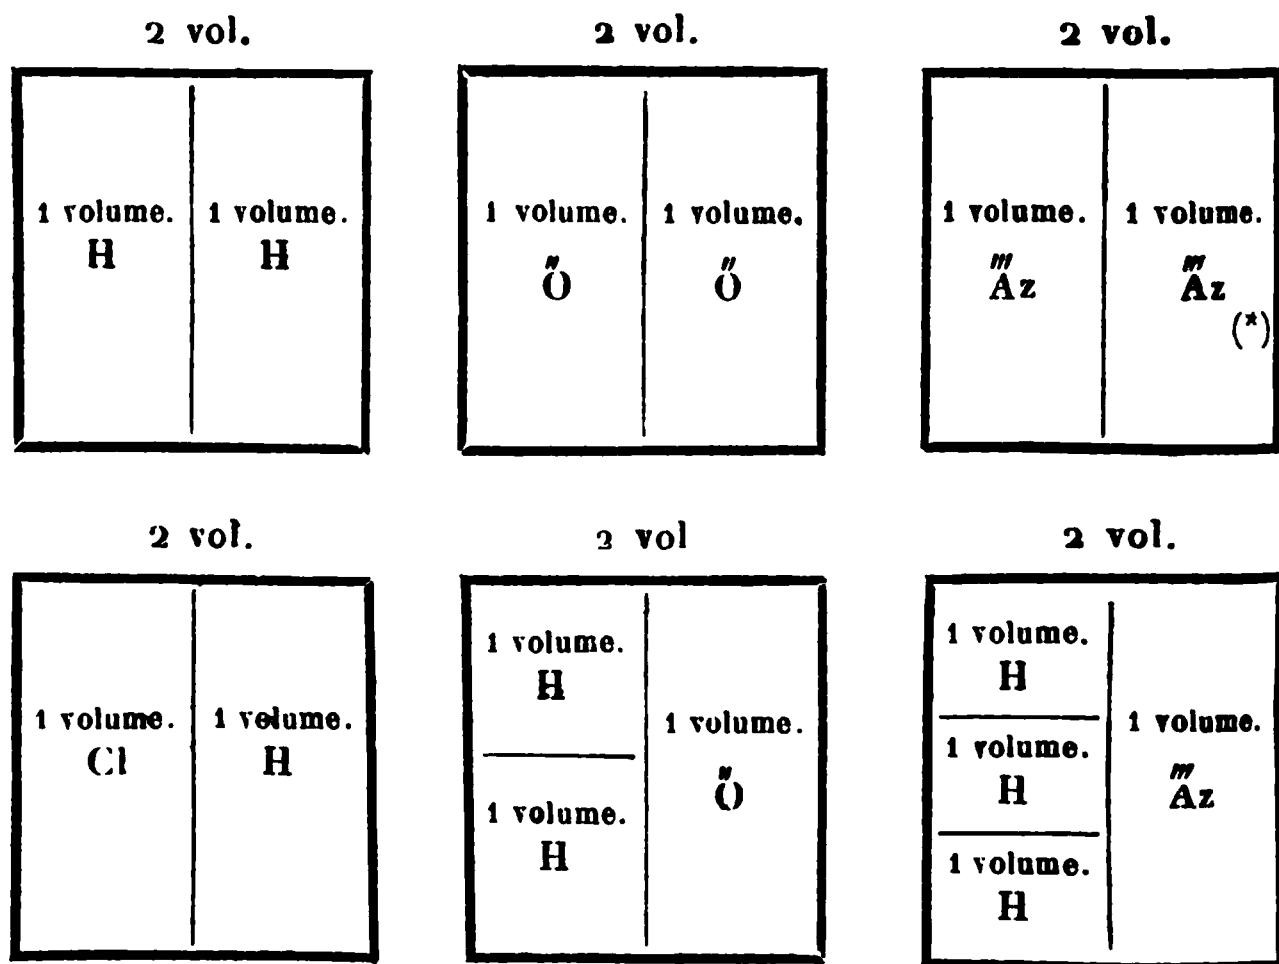 2 vol.
2 vol.
2 vol.
1 volume. 1 volume.
H H
1 volume. 1 volume.
O'' O''
1 volume. 1 volume.
Az''' Az'''
(*)
2 vol.
2 vol
2 vol.
1 volume. 1 volume.
Cl H
1 volume.
H
1 volume.
H
1 volume.
O''
1 volume.
H
1 volume.
H
1 volume.
H
1 volume.
Az'''